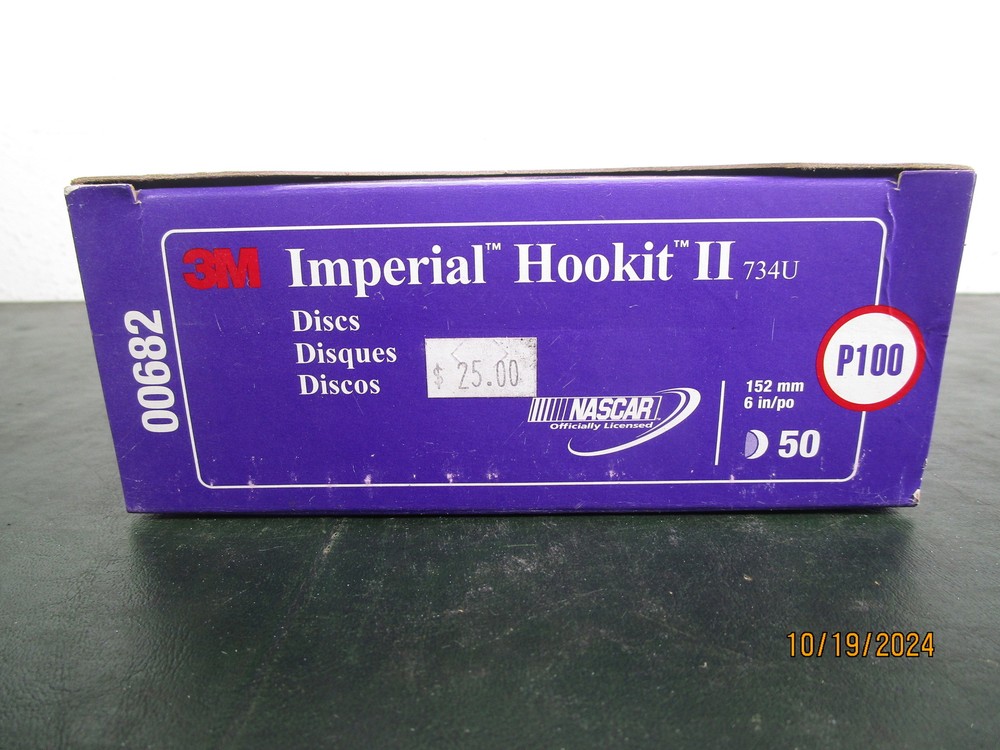 00682
3M Imperial™ Hookit™ II 734U
Discs
Disques
Discos
$ 25.00
NASCAR
Officially Licensed
152 mm
6 in/po
50
P100
10/19/2024